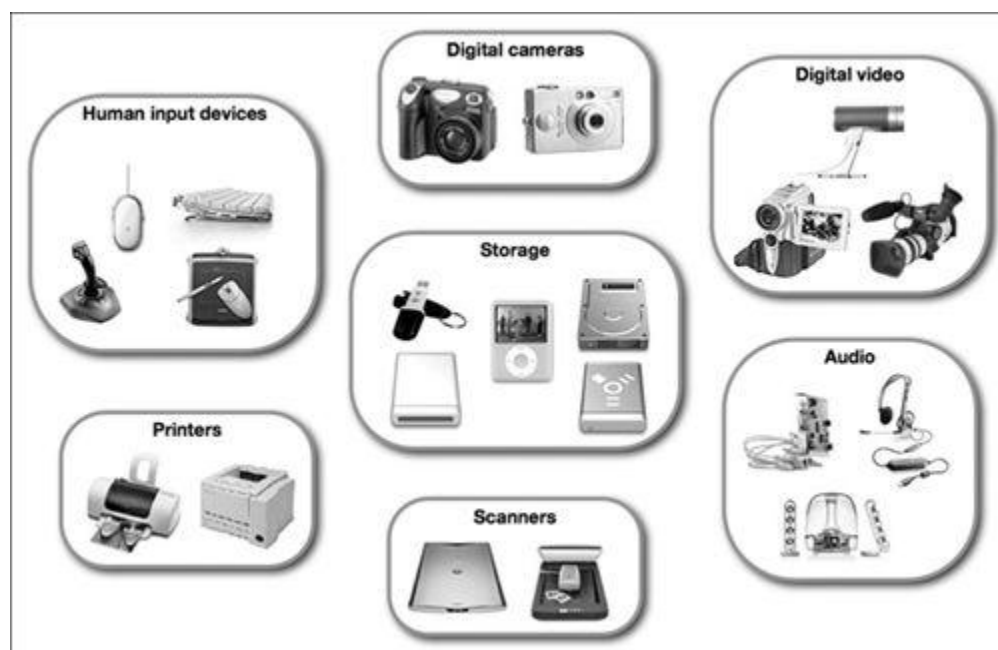 Digital cameras
Digital video
Human input devices
Storage
Audio
Printers
Scanners